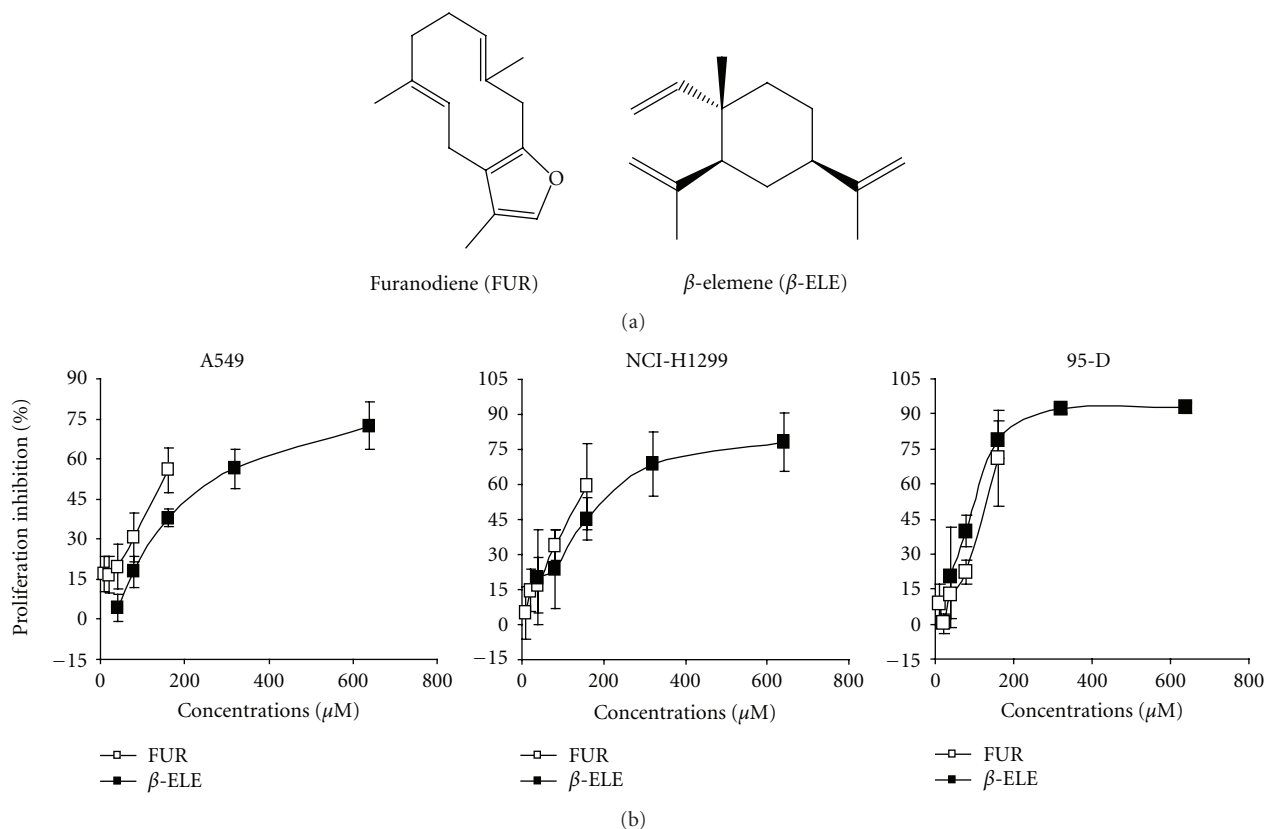 O
Furanodiene (FUR)
β-elemene (β-ELE)
(a)
A549
Proliferation inhibition (%)
90
75
60
45
30
15
0
−15
0 200 400 600 800
Concentrations (μM)
FUR
β-ELE
NCI-H1299
105
90
75
60
45
30
15
0
−15
0 200 400 600 800
Concentrations (μM)
FUR
β-ELE
95-D
105
90
75
60
45
30
15
0
−15
0 200 400 600 800
Concentrations (μM)
FUR
β-ELE
(b)